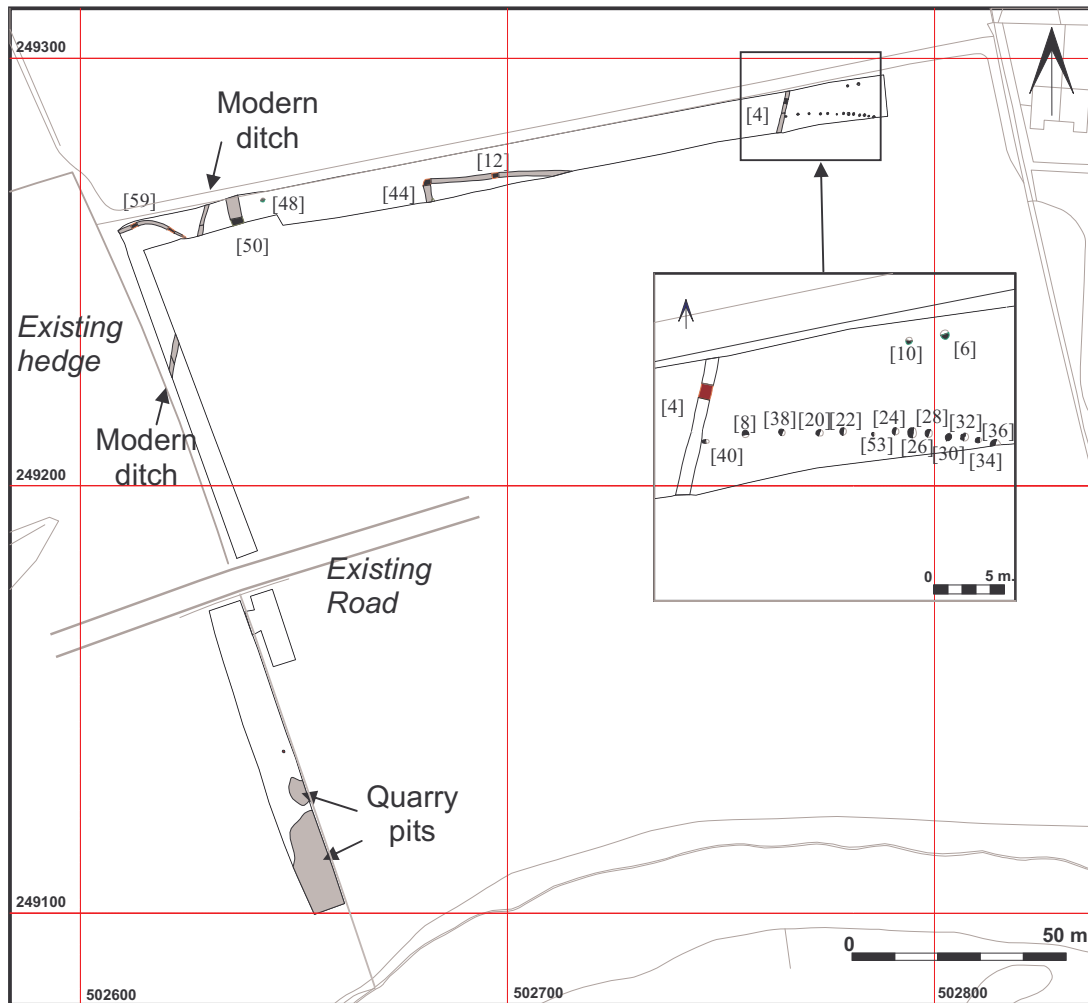 249300
Modern
ditch
[4]
[12]
[44]
[59]
[48]
[50]
Existing
hedge
Modern
ditch
[10]
[6]
[4]
[8]
[38]
[20]
[22]
[24]
[28]
[32]
[36]
[40]
[53]
[26]
[30]
[34]
0
5 m.
249200
Existing
Road
Quarry
pits
249100
0
50 m
502600
502700
502800